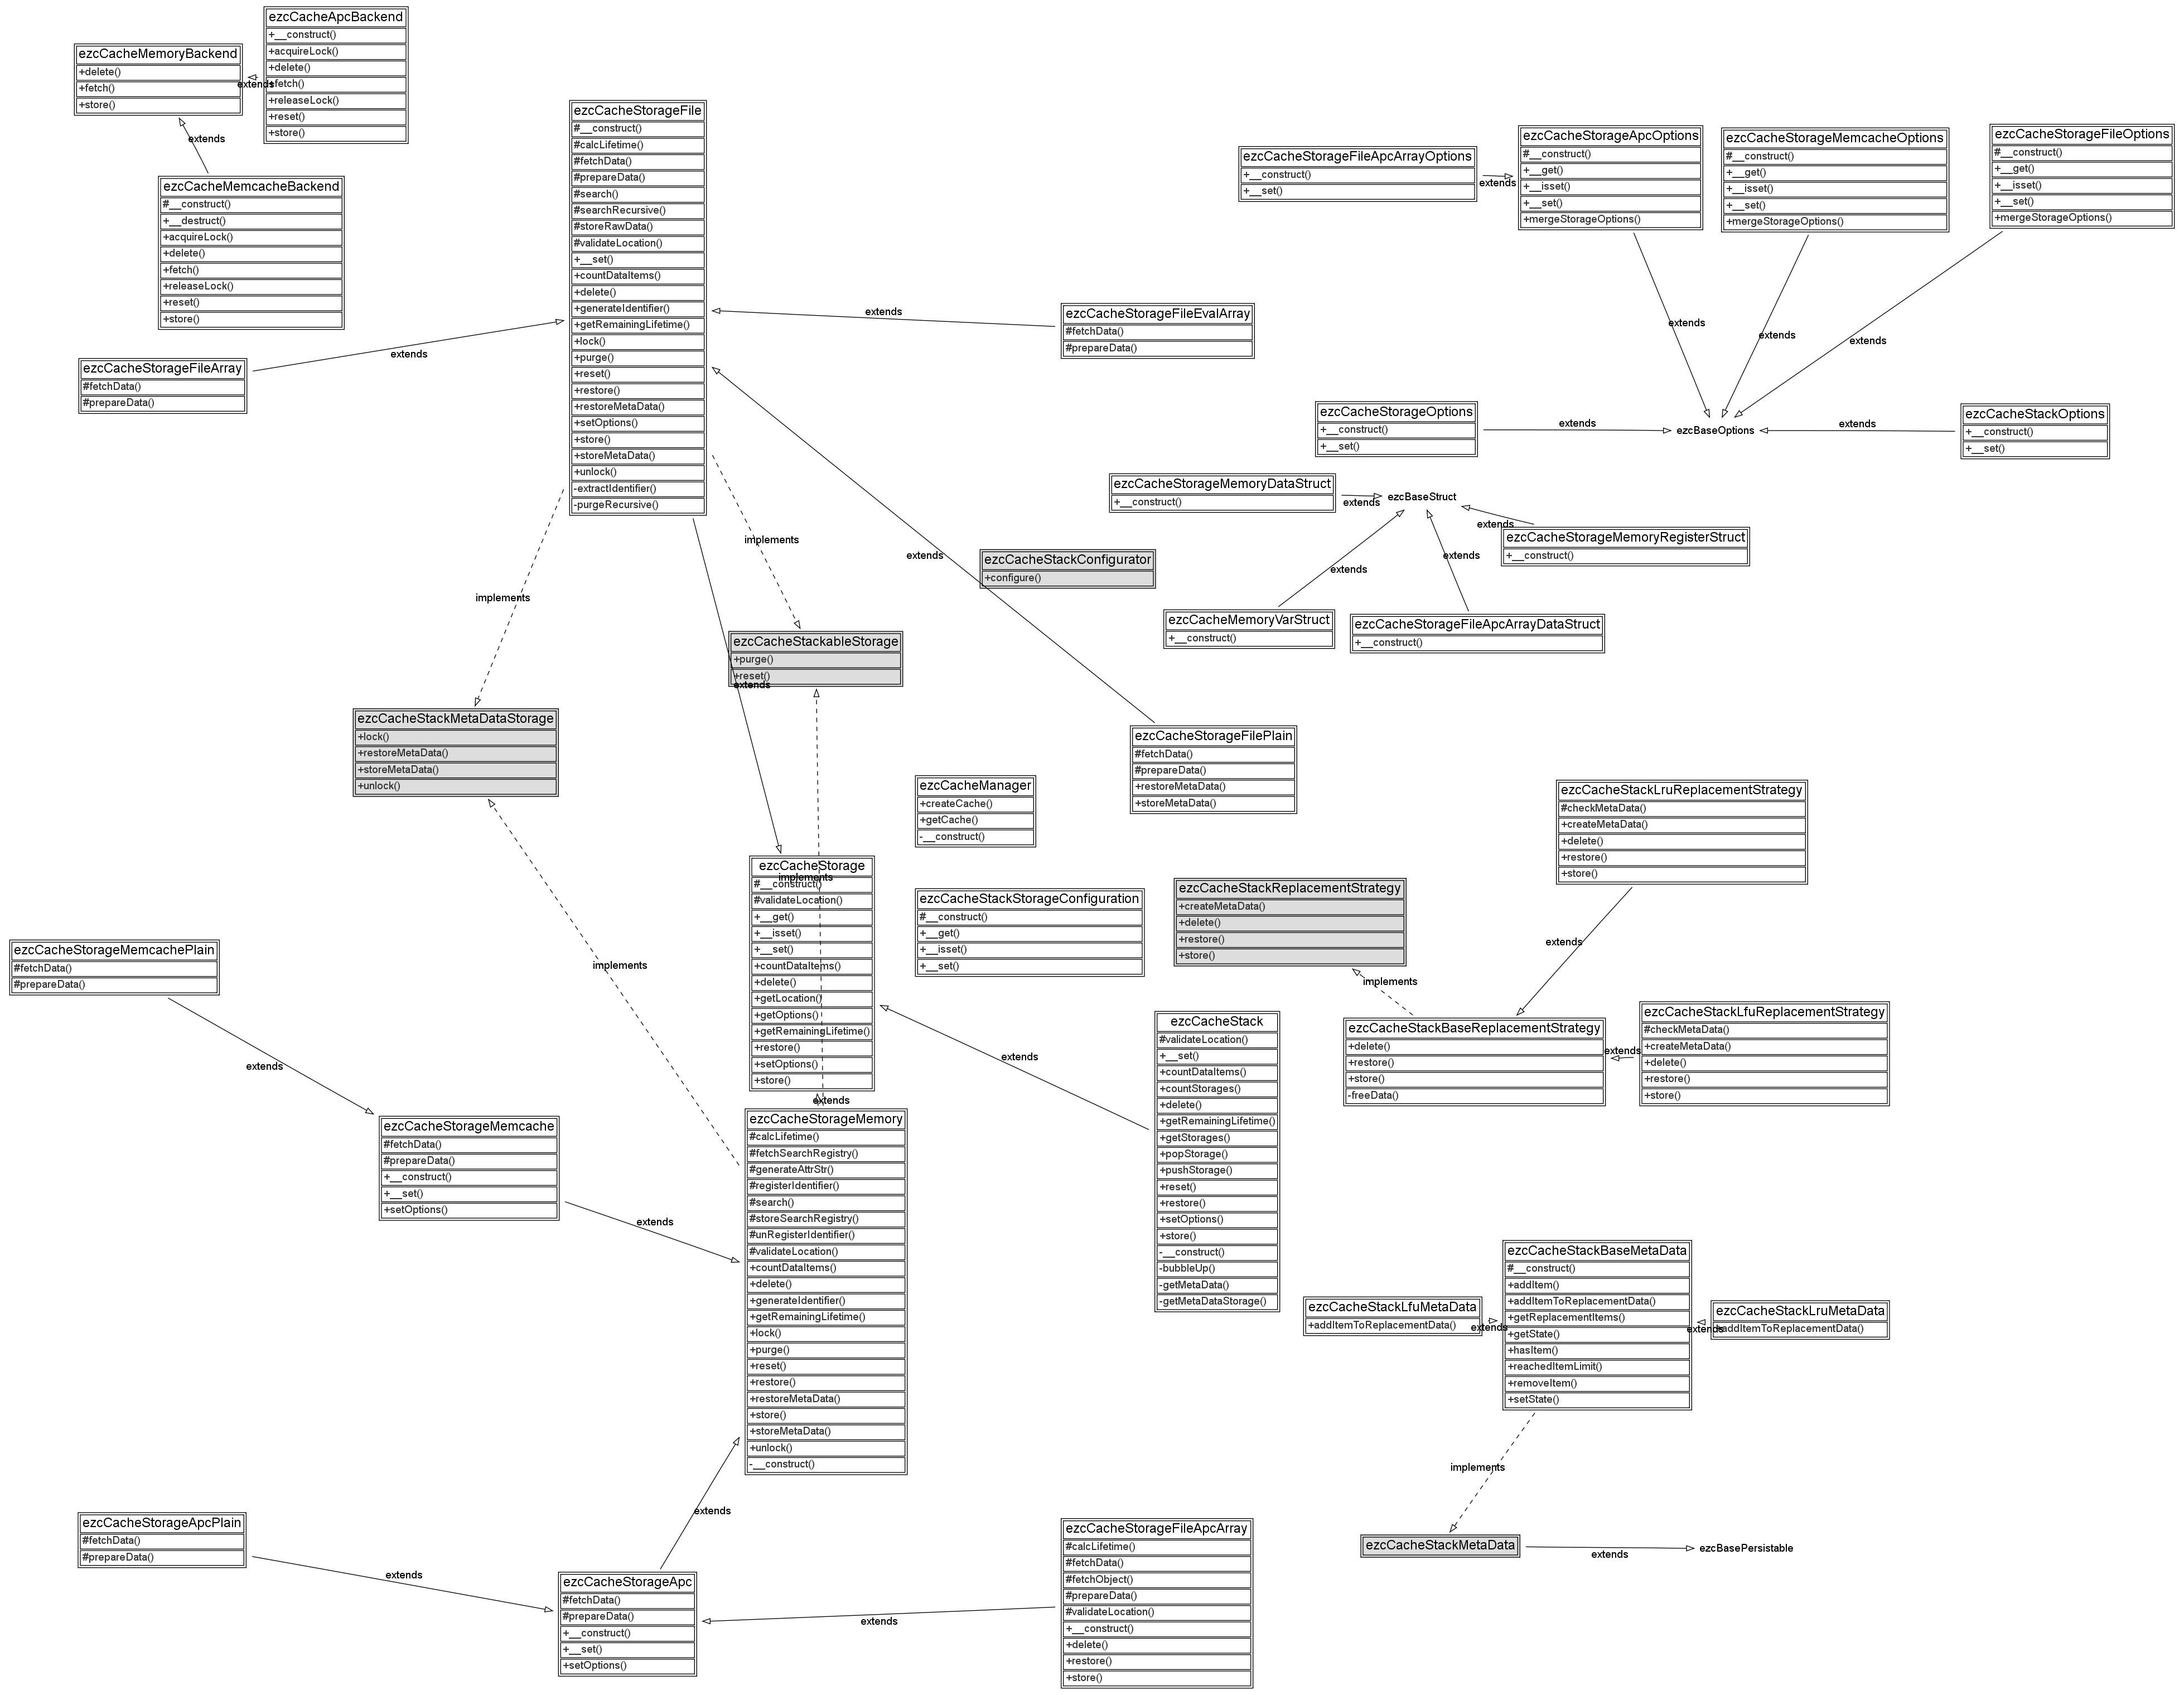 ezcCacheApcBackend
+__construct()
+acquireLock()
+delete()
+fetch()
+releaseLock()
+reset()
+store()
ezcCacheMemoryBackend
+delete()
+fetch()
+store()
extends
extends
ezcCacheMemcacheBackend
#__construct()
+__destruct()
+acquireLock()
+delete()
+fetch()
+releaseLock()
+reset()
+store()
ezcCacheStorageFile
#__construct()
#calcLifetime()
#fetchData()
#prepareData()
#search()
#searchRecursive()
#storeRawData()
#validateLocation()
+__set()
+countDataItems()
+delete()
+generateIdentifier()
+getRemainingLifetime()
+lock()
+purge()
+reset()
+restore()
+restoreMetaData()
+setOptions()
+store()
+storeMetaData()
+unlock()
-extractIdentifier()
-purgeRecursive()
ezcCacheStorageFileApcArrayOptions
+__construct()
+__set()
extends
ezcCacheStorageApcOptions
#__construct()
+__get()
+__isset()
+__set()
+mergeStorageOptions()
ezcCacheStorageMemcacheOptions
#__construct()
+__get()
+__isset()
+__set()
+mergeStorageOptions()
ezcCacheStorageFileOptions
#__construct()
+__get()
+__isset()
+__set()
+mergeStorageOptions()
extends
extends
extends
ezcCacheStorageFileArray
#fetchData()
#prepareData()
extends
ezcCacheStorageFileEvalArray
#fetchData()
#prepareData()
extends
ezcCacheStorageOptions
+__construct()
+__set()
extends
ezcBaseOptions
extends
ezcCacheStackOptions
+__construct()
+__set()
ezcCacheStorageMemoryDataStruct
+__construct()
extends
ezcBaseStruct
extends
ezcCacheStorageMemoryRegisterStruct
+__construct()
extends
extends
ezcCacheStackConfigurator
+configure()
extends
implements
implements
ezcCacheMemoryVarStruct
+__construct()
ezcCacheStorageFileApcArrayDataStruct
+__construct()
ezcCacheStackableStorage
+purge()
+reset()
extends
ezcCacheStackMetaDataStorage
+lock()
+restoreMetaData()
+storeMetaData()
+unlock()
ezcCacheStorageFilePlain
#fetchData()
#prepareData()
+restoreMetaData()
+storeMetaData()
ezcCacheManager
+createCache()
+getCache()
-__construct()
ezcCacheStackLruReplacementStrategy
#checkMetaData()
+createMetaData()
+delete()
+restore()
+store()
ezcCacheStorage
implements
#__construct()
#validateLocation()
+__get()
+__isset()
+__set()
+countDataItems()
+delete()
+getLocation()
+getOptions()
+getRemainingLifetime()
+restore()
+setOptions()
+store()
ezcCacheStackStorageConfiguration
#__construct()
+__get()
+__isset()
+__set()
ezcCacheStackReplacementStrategy
+createMetaData()
+delete()
+restore()
+store()
extends
implements
implements
ezcCacheStorageMemcachePlain
#fetchData()
#prepareData()
extends
ezcCacheStackBaseReplacementStrategy
+delete()
+restore()
+store()
-freeData()
extends
ezcCacheStackLfuReplacementStrategy
#checkMetaData()
+createMetaData()
+delete()
+restore()
+store()
ezcCacheStack
#validateLocation()
+__set()
+countDataItems()
+countStorages()
+delete()
+getRemainingLifetime()
+getStorages()
+popStorage()
+pushStorage()
+reset()
+restore()
+setOptions()
+store()
-__construct()
-bubbleUp()
-getMetaData()
-getMetaDataStorage()
extends
extends
ezcCacheStorageMemcache
#fetchData()
#prepareData()
+__construct()
+__set()
+setOptions()
extends
ezcCacheStorageMemory
#calcLifetime()
#fetchSearchRegistry()
#generateAttrStr()
#registerIdentifier()
#search()
#storeSearchRegistry()
#unRegisterIdentifier()
#validateLocation()
+countDataItems()
+delete()
+generateIdentifier()
+getRemainingLifetime()
+lock()
+purge()
+reset()
+restore()
+restoreMetaData()
+store()
+storeMetaData()
+unlock()
-__construct()
ezcCacheStackLfuMetaData
+addItemToReplacementData()
extends
ezcCacheStackBaseMetaData
#__construct()
+addItem()
+addItemToReplacementData()
+getReplacementItems()
+getState()
+hasItem()
+reachedItemLimit()
+removeItem()
+setState()
extends
ezcCacheStackLruMetaData
+addItemToReplacementData()
implements
extends
ezcCacheStorageApcPlain
#fetchData()
#prepareData()
extends
ezcCacheStorageApc
#fetchData()
#prepareData()
+__construct()
+__set()
+setOptions()
extends
ezcCacheStorageFileApcArray
#calcLifetime()
#fetchData()
#fetchObject()
#prepareData()
#validateLocation()
+__construct()
+delete()
+restore()
+store()
ezcCacheStackMetaData
extends
ezcBasePersistable